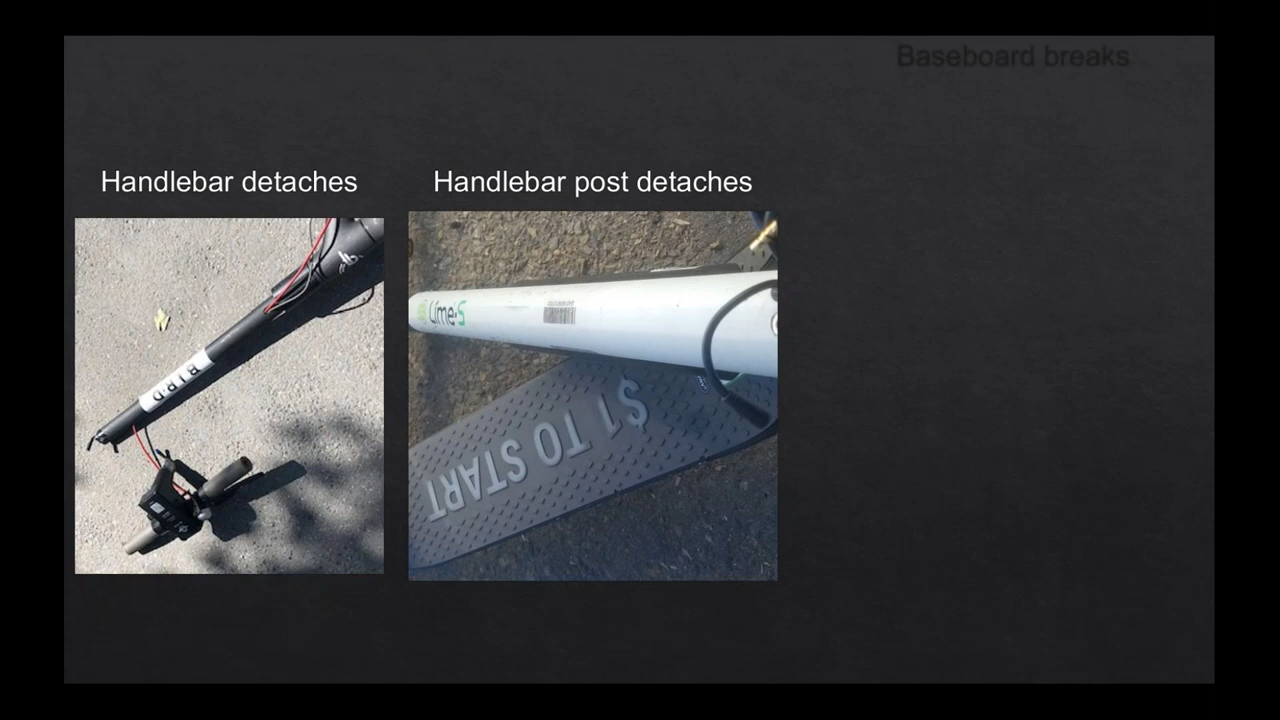 Baseboard breaks
Handlebar detaches
Handlebar post detaches
BIRD
Lime-S
$1 TO START